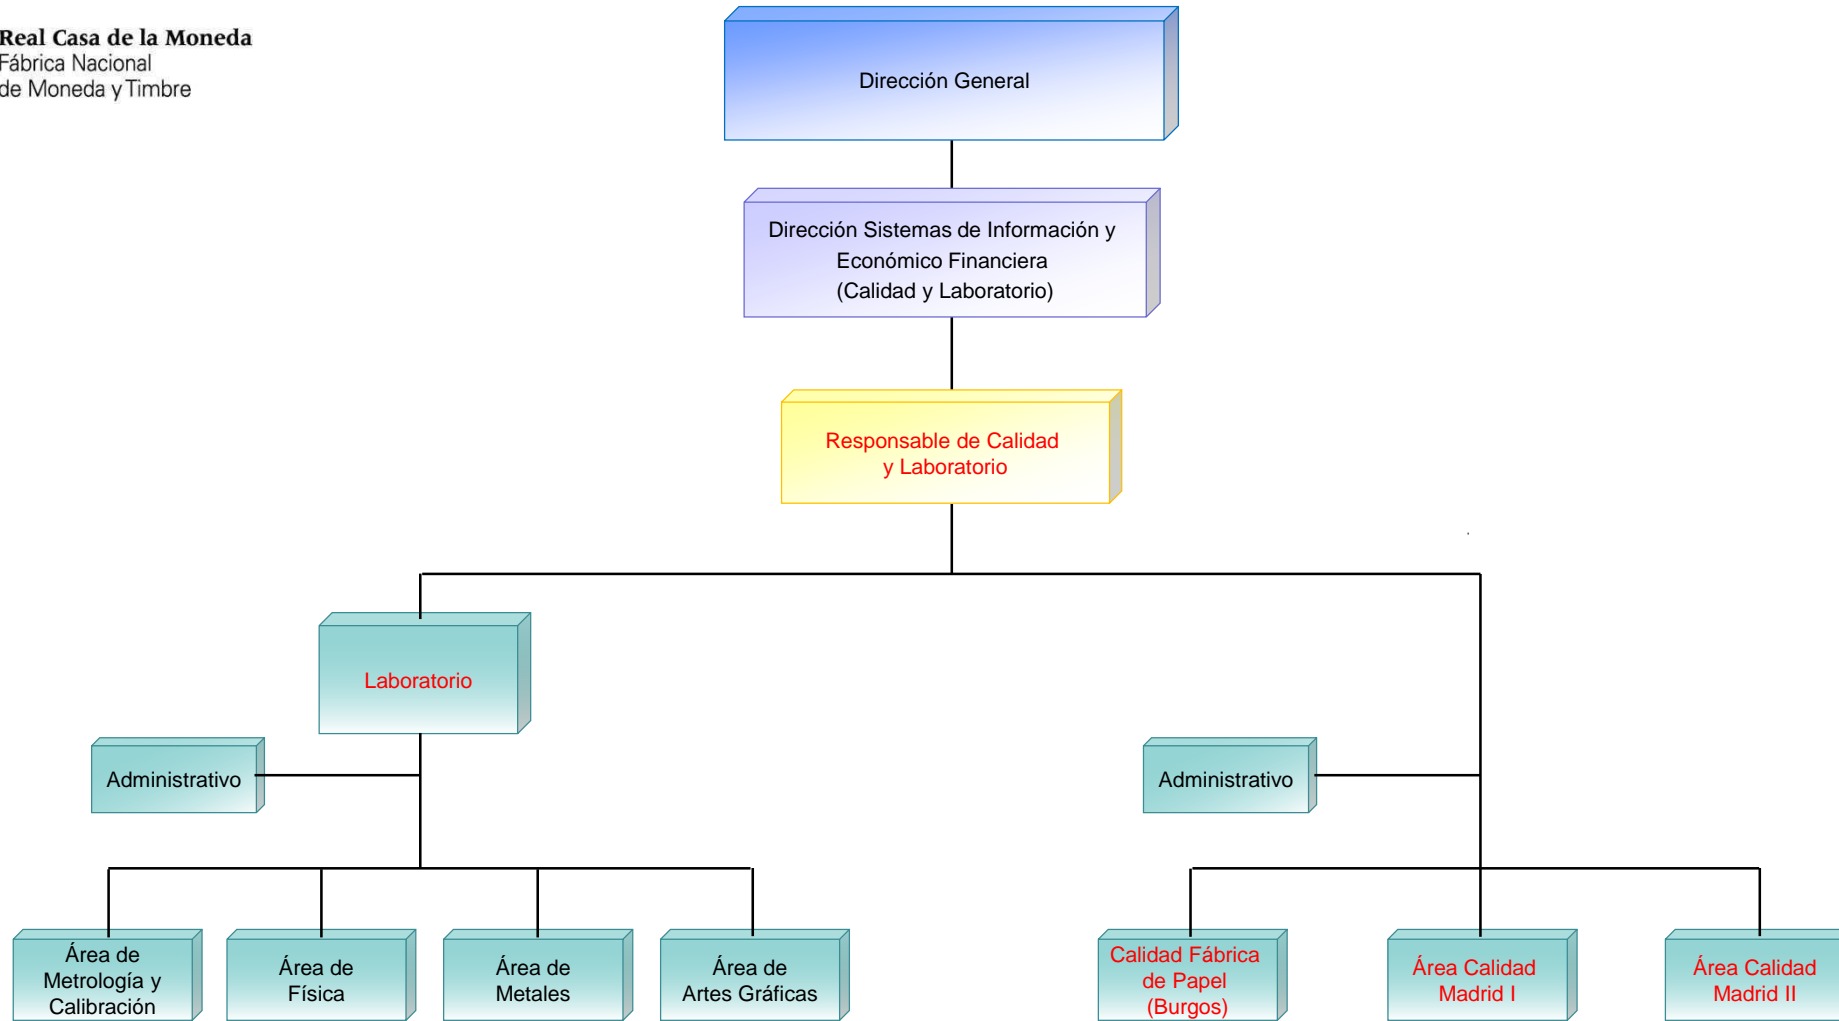 Real Casa de la Moneda
Fábrica Nacional
de Moneda y Timbre
Dirección General
Dirección Sistemas de Información y
Económico Financiera
(Calidad y Laboratorio)
Responsable de Calidad
y Laboratorio
Laboratorio
Administrativo
Administrativo
Área de
Metrología y
Calibración
Área de
Física
Área de
Metales
Área de
Artes Gráficas
Calidad Fábrica
de Papel
(Burgos)
Área Calidad
Madrid I
Área Calidad
Madrid II